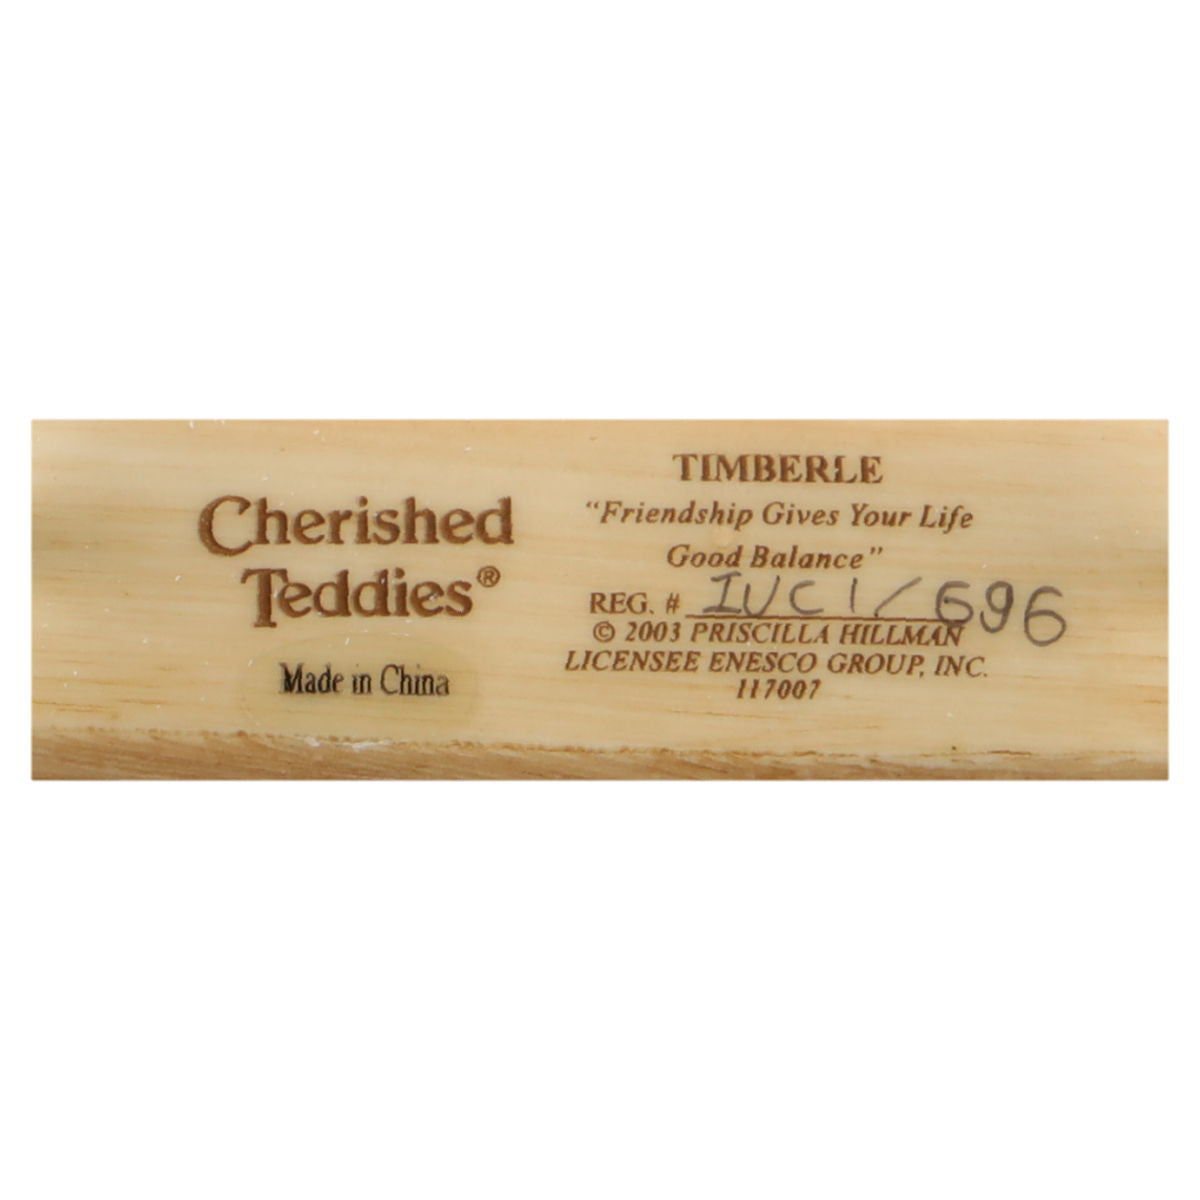 Cherished
Teddies®
Made in China
TIMBERLE
"Friendship Gives Your Life
Good Balance"
REG. # IUC1/696
© 2003 PRISCILLA HILLMAN
LICENSEE ENESCO GROUP, INC.
117007